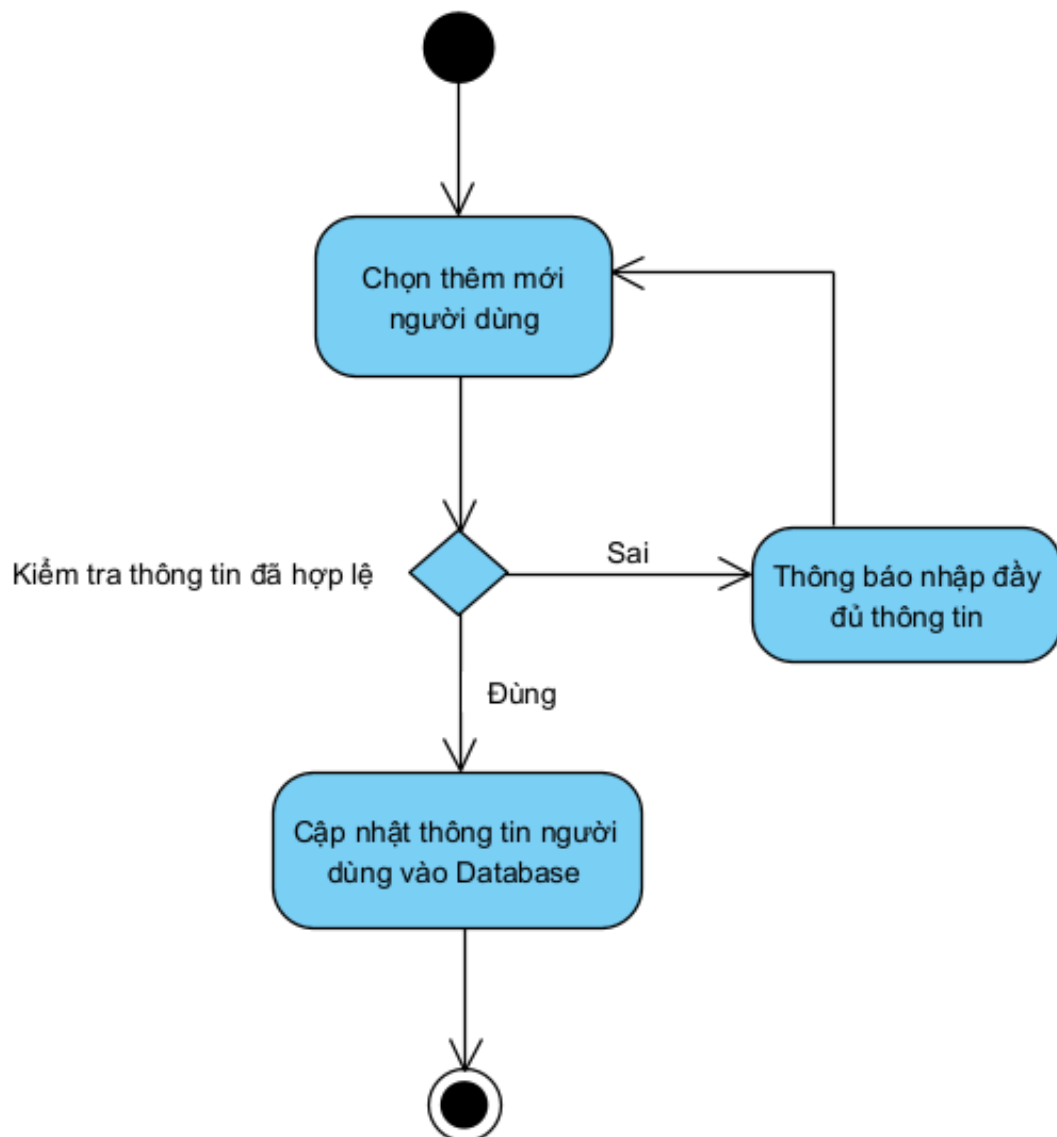 Chọn thêm mới
người dùng
Kiểm tra thông tin đã hợp lệ
Sai
Thông báo nhập đầy
đủ thông tin
Đùng
Cập nhật thông tin người
dùng vào Database